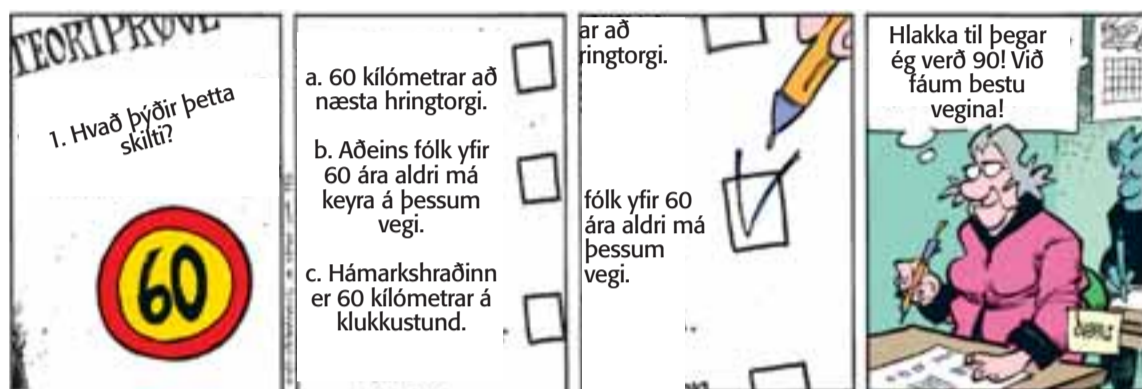 TEORIPRØVE
1. Hvað þýðir þetta
skilti?
60
a. 60 kílómetrar að
næsta hringtorgi.
b. Aðeins fólk yfir
60 ára aldri má
keyra á þessum
vegi.
c. Hámarkshraðinn
er 60 kílómetrar á
klukkustund.
ar að
ringtorgi.
fólk yfir 60
ára aldri má
þessum
vegi.
Hlakka til þegar
ég verð 90! Við
fáum bestu
vegina!